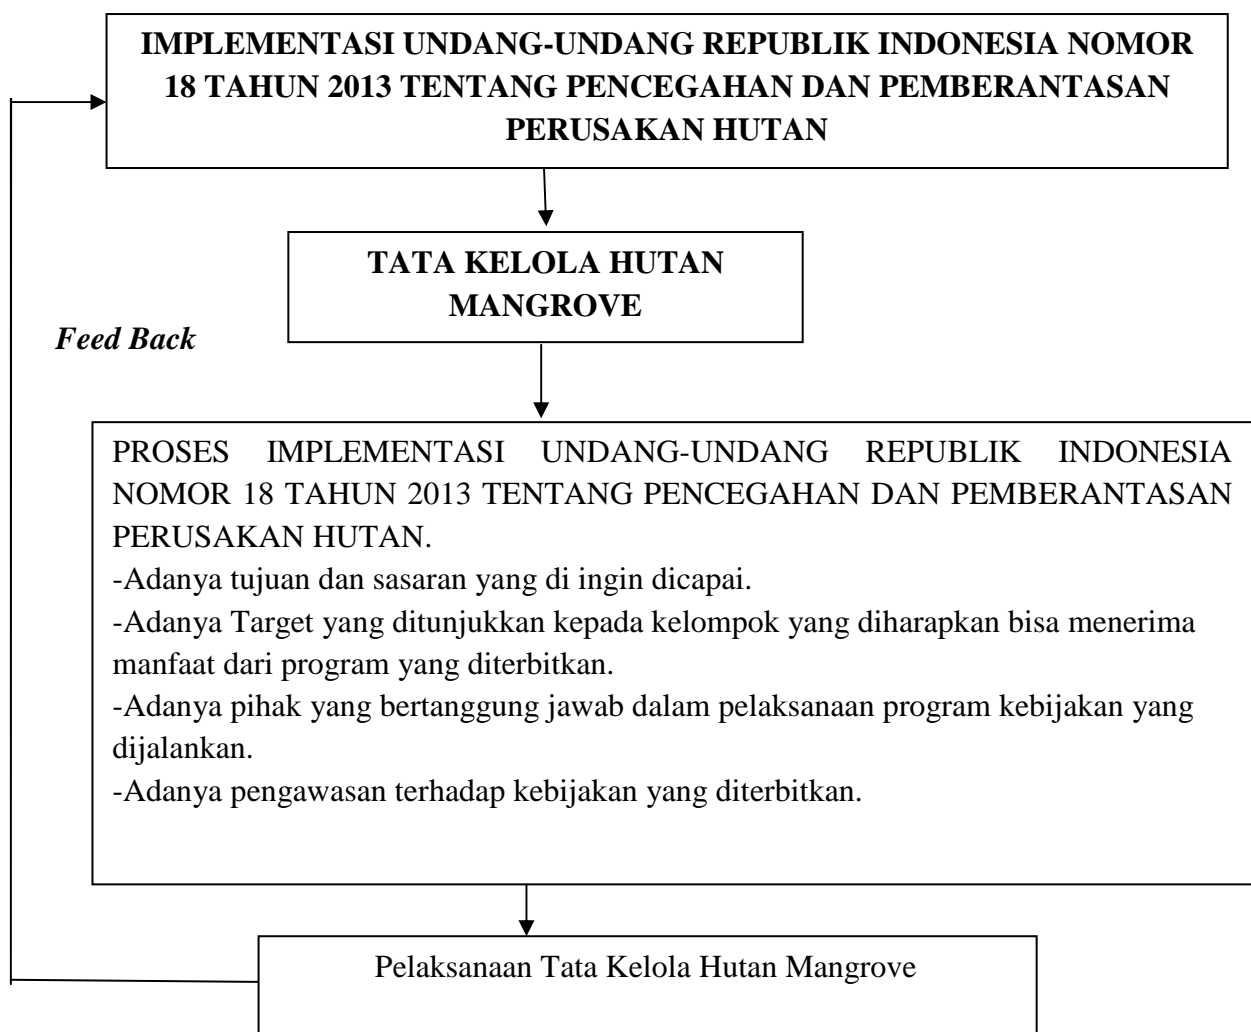 IMPLEMENTASI UNDANG-UNDANG REPUBLIK INDONESIA NOMOR
18 TAHUN 2013 TENTANG PENCEGAHAN DAN PEMBERANTASAN
PERUSAKAN HUTAN
TATA KELOLA HUTAN
MANGROVE
Feed Back
PROSES IMPLEMENTASI UNDANG-UNDANG REPUBLIK INDONESIA
NOMOR 18 TAHUN 2013 TENTANG PENCEGAHAN DAN PEMBERANTASAN
PERUSAKAN HUTAN.
-Adanya tujuan dan sasaran yang di ingin dicapai.
-Adanya Target yang ditunjukkan kepada kelompok yang diharapkan bisa menerima
manfaat dari program yang diterbitkan.
-Adanya pihak yang bertanggung jawab dalam pelaksanaan program kebijakan yang
dijalankan.
-Adanya pengawasan terhadap kebijakan yang diterbitkan.
Pelaksanaan Tata Kelola Hutan Mangrove